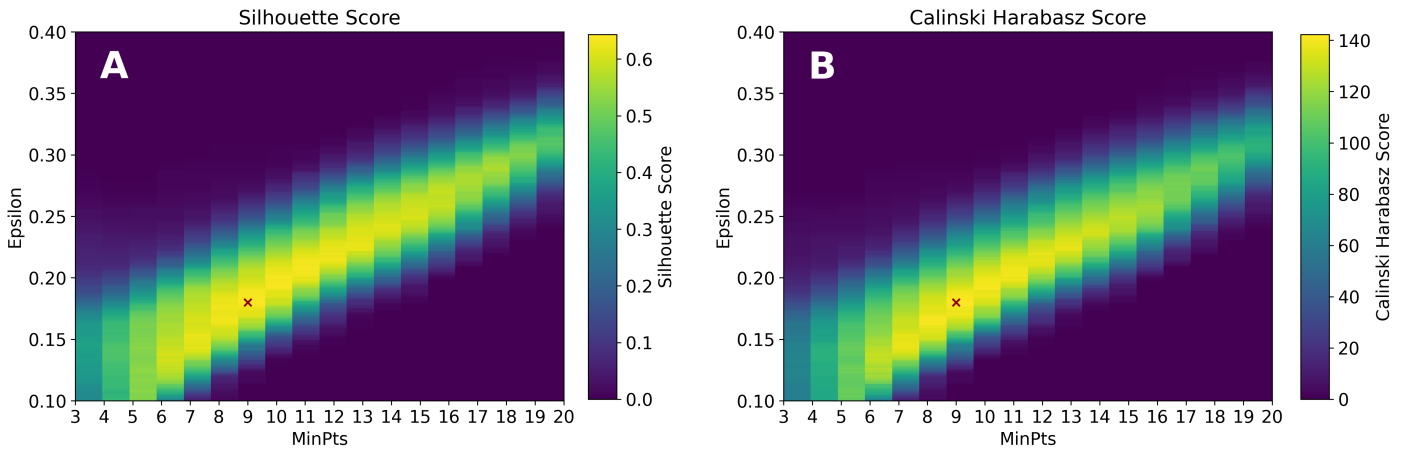 Silhouette Score
A
0.40
0.35
0.30
0.25
0.20
0.15
0.10
Epsilon
3 4 5 6 7 8 9 10 11 12 13 14 15 16 17 18 19 20
MinPts
0.6
0.5
0.4
0.3
0.2
0.1
0.0
Silhouette Score
Calinski Harabasz Score
B
0.40
0.35
0.30
0.25
0.20
0.15
0.10
Epsilon
3 4 5 6 7 8 9 10 11 12 13 14 15 16 17 18 19 20
MinPts
140
120
100
80
60
40
20
0
Calinski Harabasz Score